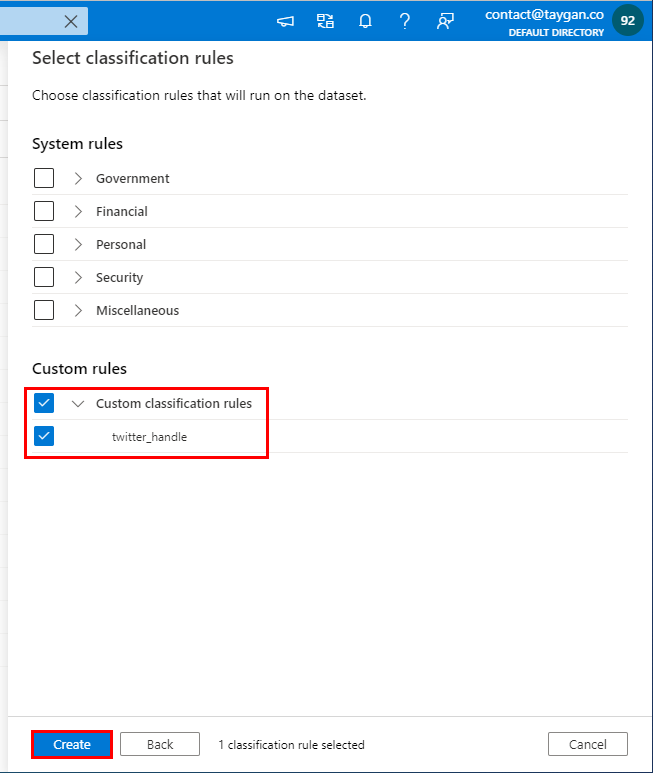 contact@taygan.co
DEFAULT DIRECTORY
92
Select classification rules
Choose classification rules that will run on the dataset.
System rules
Government
Financial
Personal
Security
Miscellaneous
Custom rules
Custom classification rules
twitter_handle
Create
Back
1 classification rule selected
Cancel